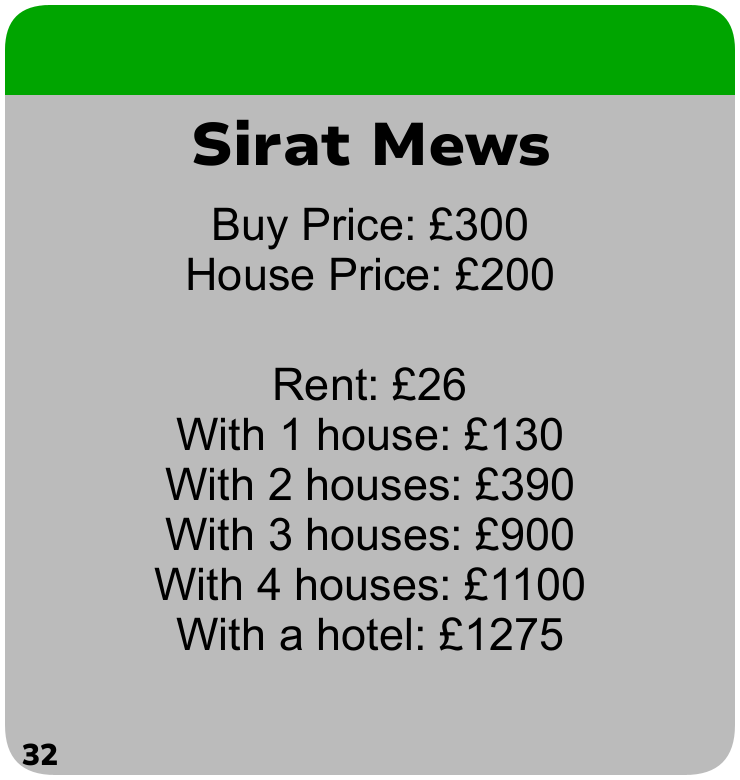 Sirat Mews
Buy Price: £300
House Price: £200
Rent: £26
With 1 house: £130
With 2 houses: £390
With 3 houses: £900
With 4 houses: £1100
With a hotel: £1275
32